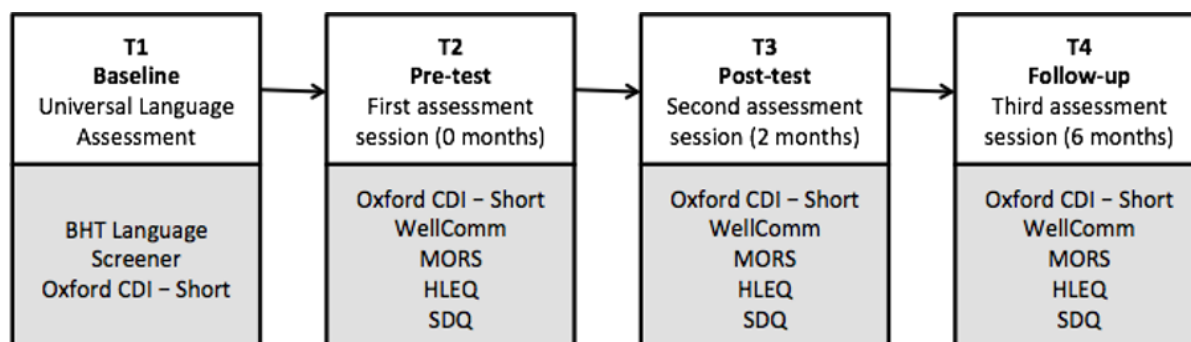 T1
Baseline
Universal Language
Assessment
BHT Language
Screener
Oxford CDI – Short
T2
Pre-test
First assessment
session (0 months)
Oxford CDI – Short
WellComm
MORS
HLEQ
SDQ
T3
Post-test
Second assessment
session (2 months)
Oxford CDI – Short
WellComm
MORS
HLEQ
SDQ
T4
Follow-up
Third assessment
session (6 months)
Oxford CDI – Short
WellComm
MORS
HLEQ
SDQ